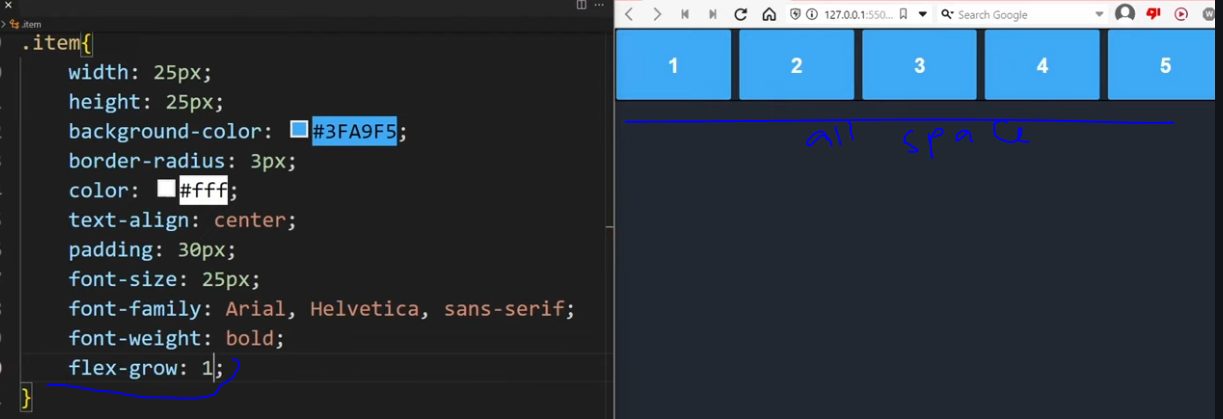 .item
.item{
width: 25px;
height: 25px;
background-color: #3FA9F5;
border-radius: 3px;
color: #fff;
text-align: center;
padding: 30px;
font-size: 25px;
font-family: Arial, Helvetica, sans-serif;
font-weight: bold;
flex-grow: 1;
}
127.0.0.1:550... Search Google
1 2 3 4 5
all space